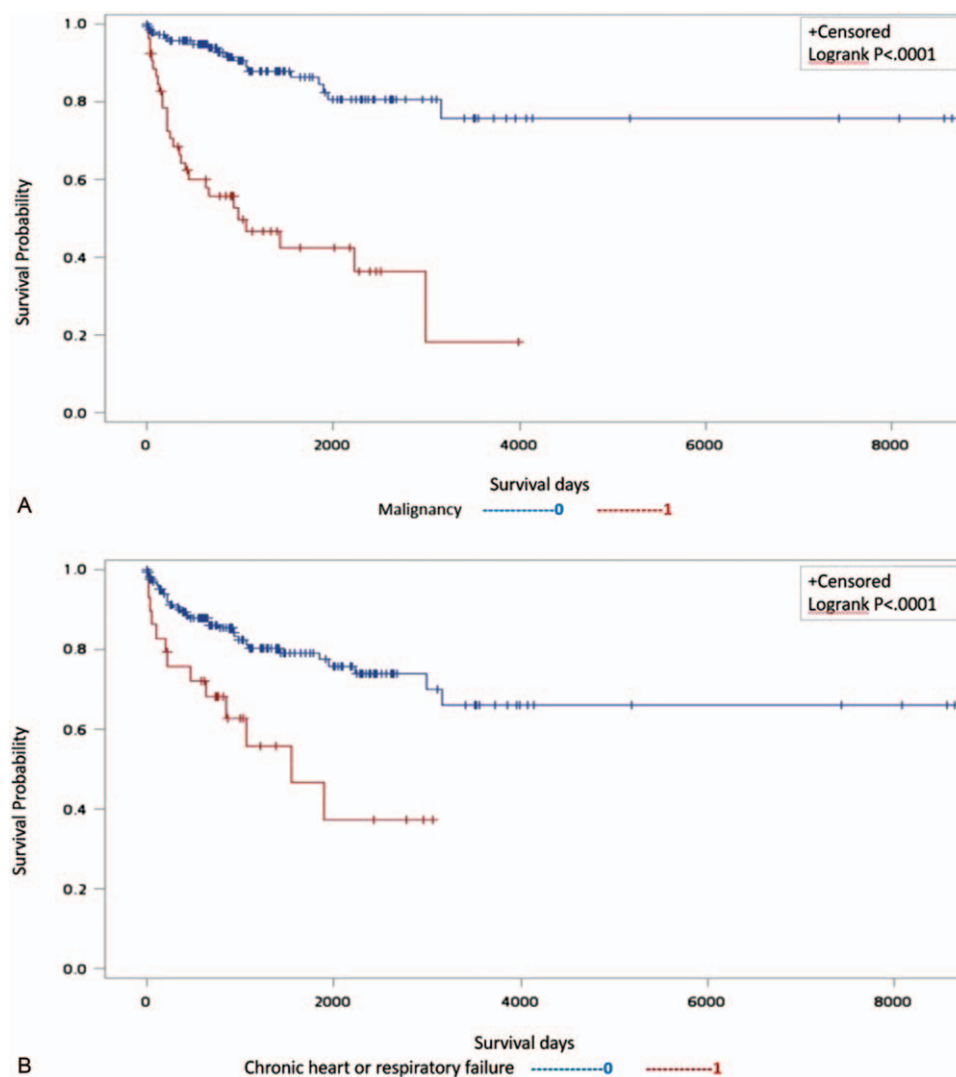 +Censored
Logrank P<.0001
1.0
0.8
0.6
0.4
0.2
0.0
Survival Probability
0 2000 4000 6000 8000
Survival days
A
Malignancy ----------0 ----------1
+Censored
Logrank P<.0001
1.0
0.8
0.6
0.4
0.2
0.0
Survival Probability
0 2000 4000 6000 8000
Survival days
B
Chronic heart or respiratory failure ----------0 ----------1